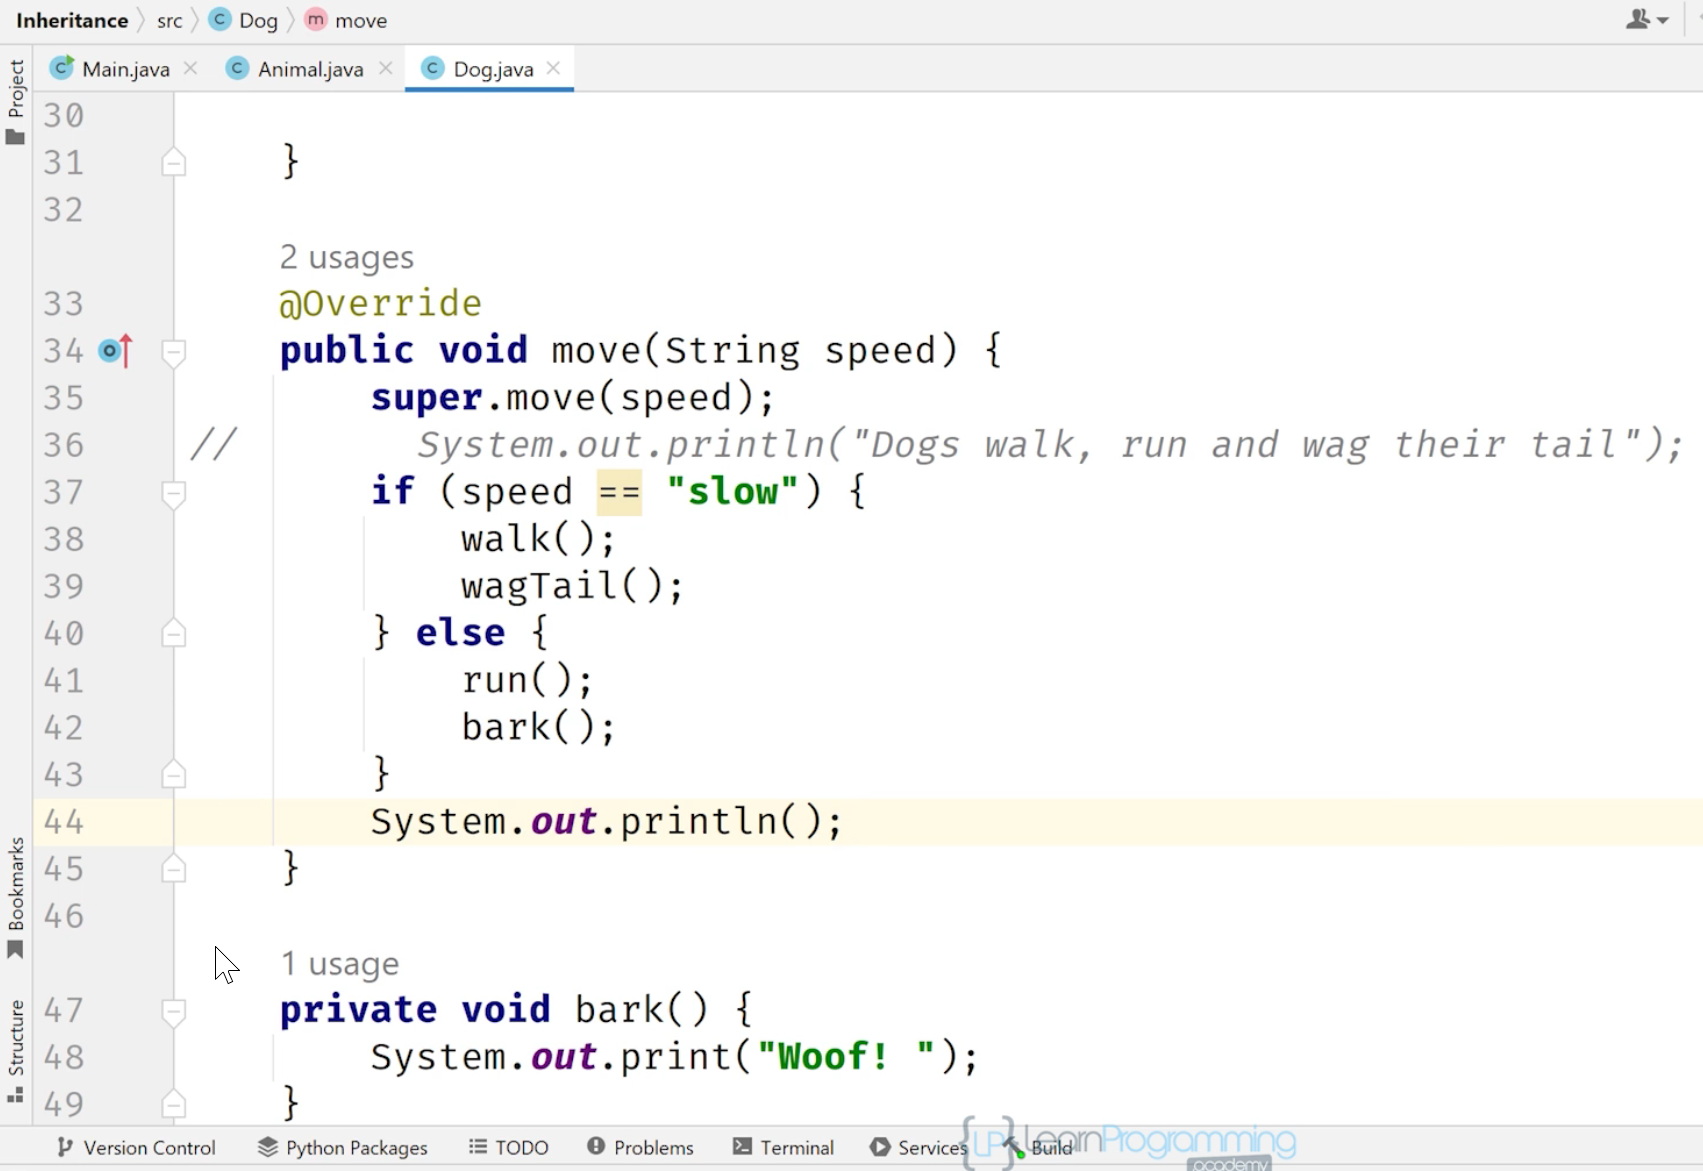 Inheritance src Dog move
Main.java Animal.java Dog.java
Project
30
31 }
32
2 usages
33 @Override
34 public void move(String speed) {
35 super.move(speed);
36 // System.out.println("Dogs walk, run and wag their tail");
37 if (speed == "slow") {
38 walk();
39 wagTail();
40 } else {
41 run();
42 bark();
43 }
44 System.out.println();
45 }
46
1 usage
47 private void bark() {
48 System.out.print("Woof! ");
49 }
Bookmarks
Structure
Version Control Python Packages TODO Problems Terminal Services Build
LearnProgramming
academy